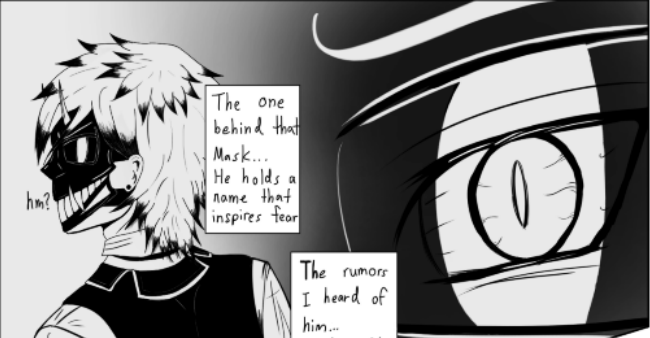 hm?
The one
behind that
Mask...
He holds a
name that
inspires fear
The rumors
I heard of
him...